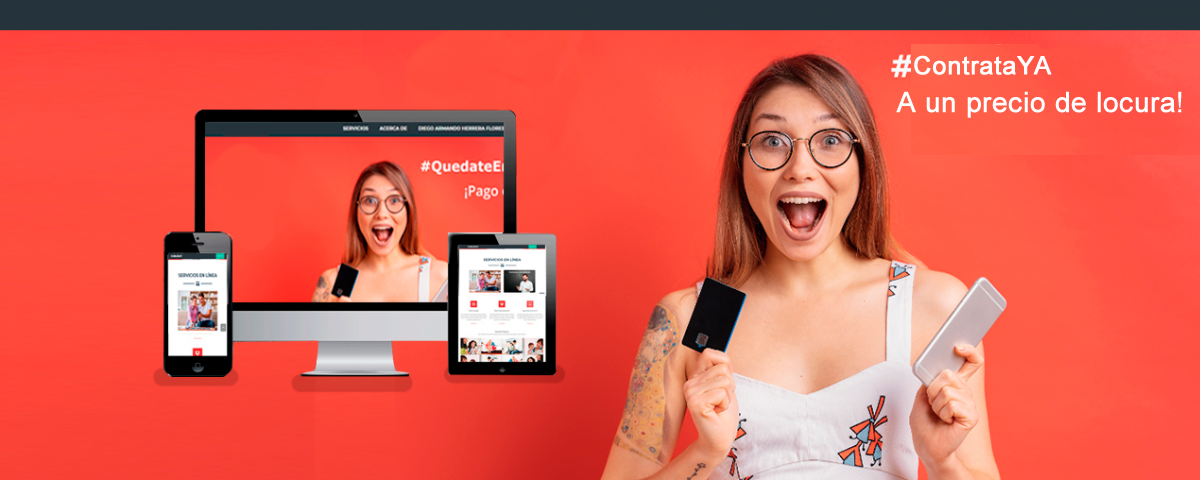 #ContrataYA
A un precio de locura!
SERVICIOS ACERCA DE DIEGO ARMANDO HERRERA FLORES
#QuedateEn
¡Pago
SERVICIOS EN LÍNEA
SERVICIOS EN LÍNEA